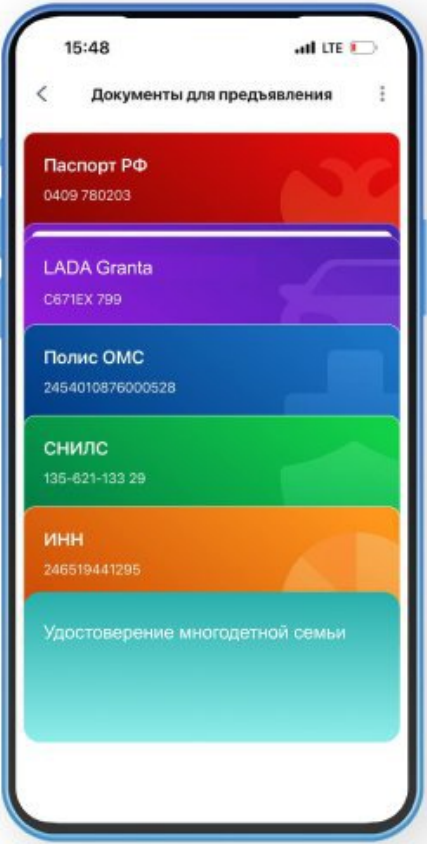 15:48
LTE
Документы для предъявления
Паспорт РФ
0409 780203
LADA Granta
С671ЕХ 799
Полис ОМС
2454010876000528
СНИЛС
135-621-133 29
ИНН
246519441295
Удостоверение многодетной семьи